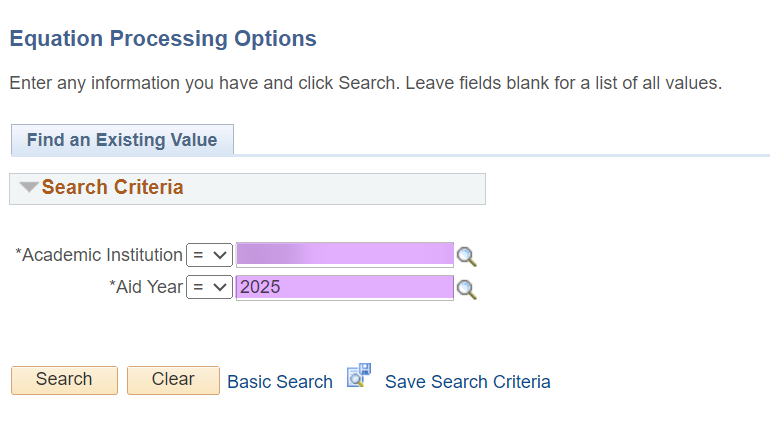 Equation Processing Options
Enter any information you have and click Search. Leave fields blank for a list of all values.
Find an Existing Value
Search Criteria
*Academic Institution =
*Aid Year = 2025
Search Clear Basic Search Save Search Criteria